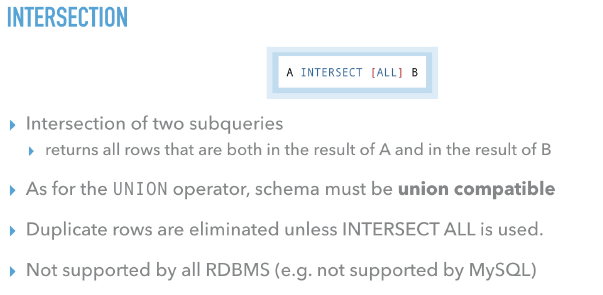 INTERSECTION
A INTERSECT [ALL] B
Intersection of two subqueries
returns all rows that are both in the result of A and in the result of B
As for the UNION operator, schema must be union compatible
Duplicate rows are eliminated unless INTERSECT ALL is used.
Not supported by all RDBMS (e.g. not supported by MySQL)